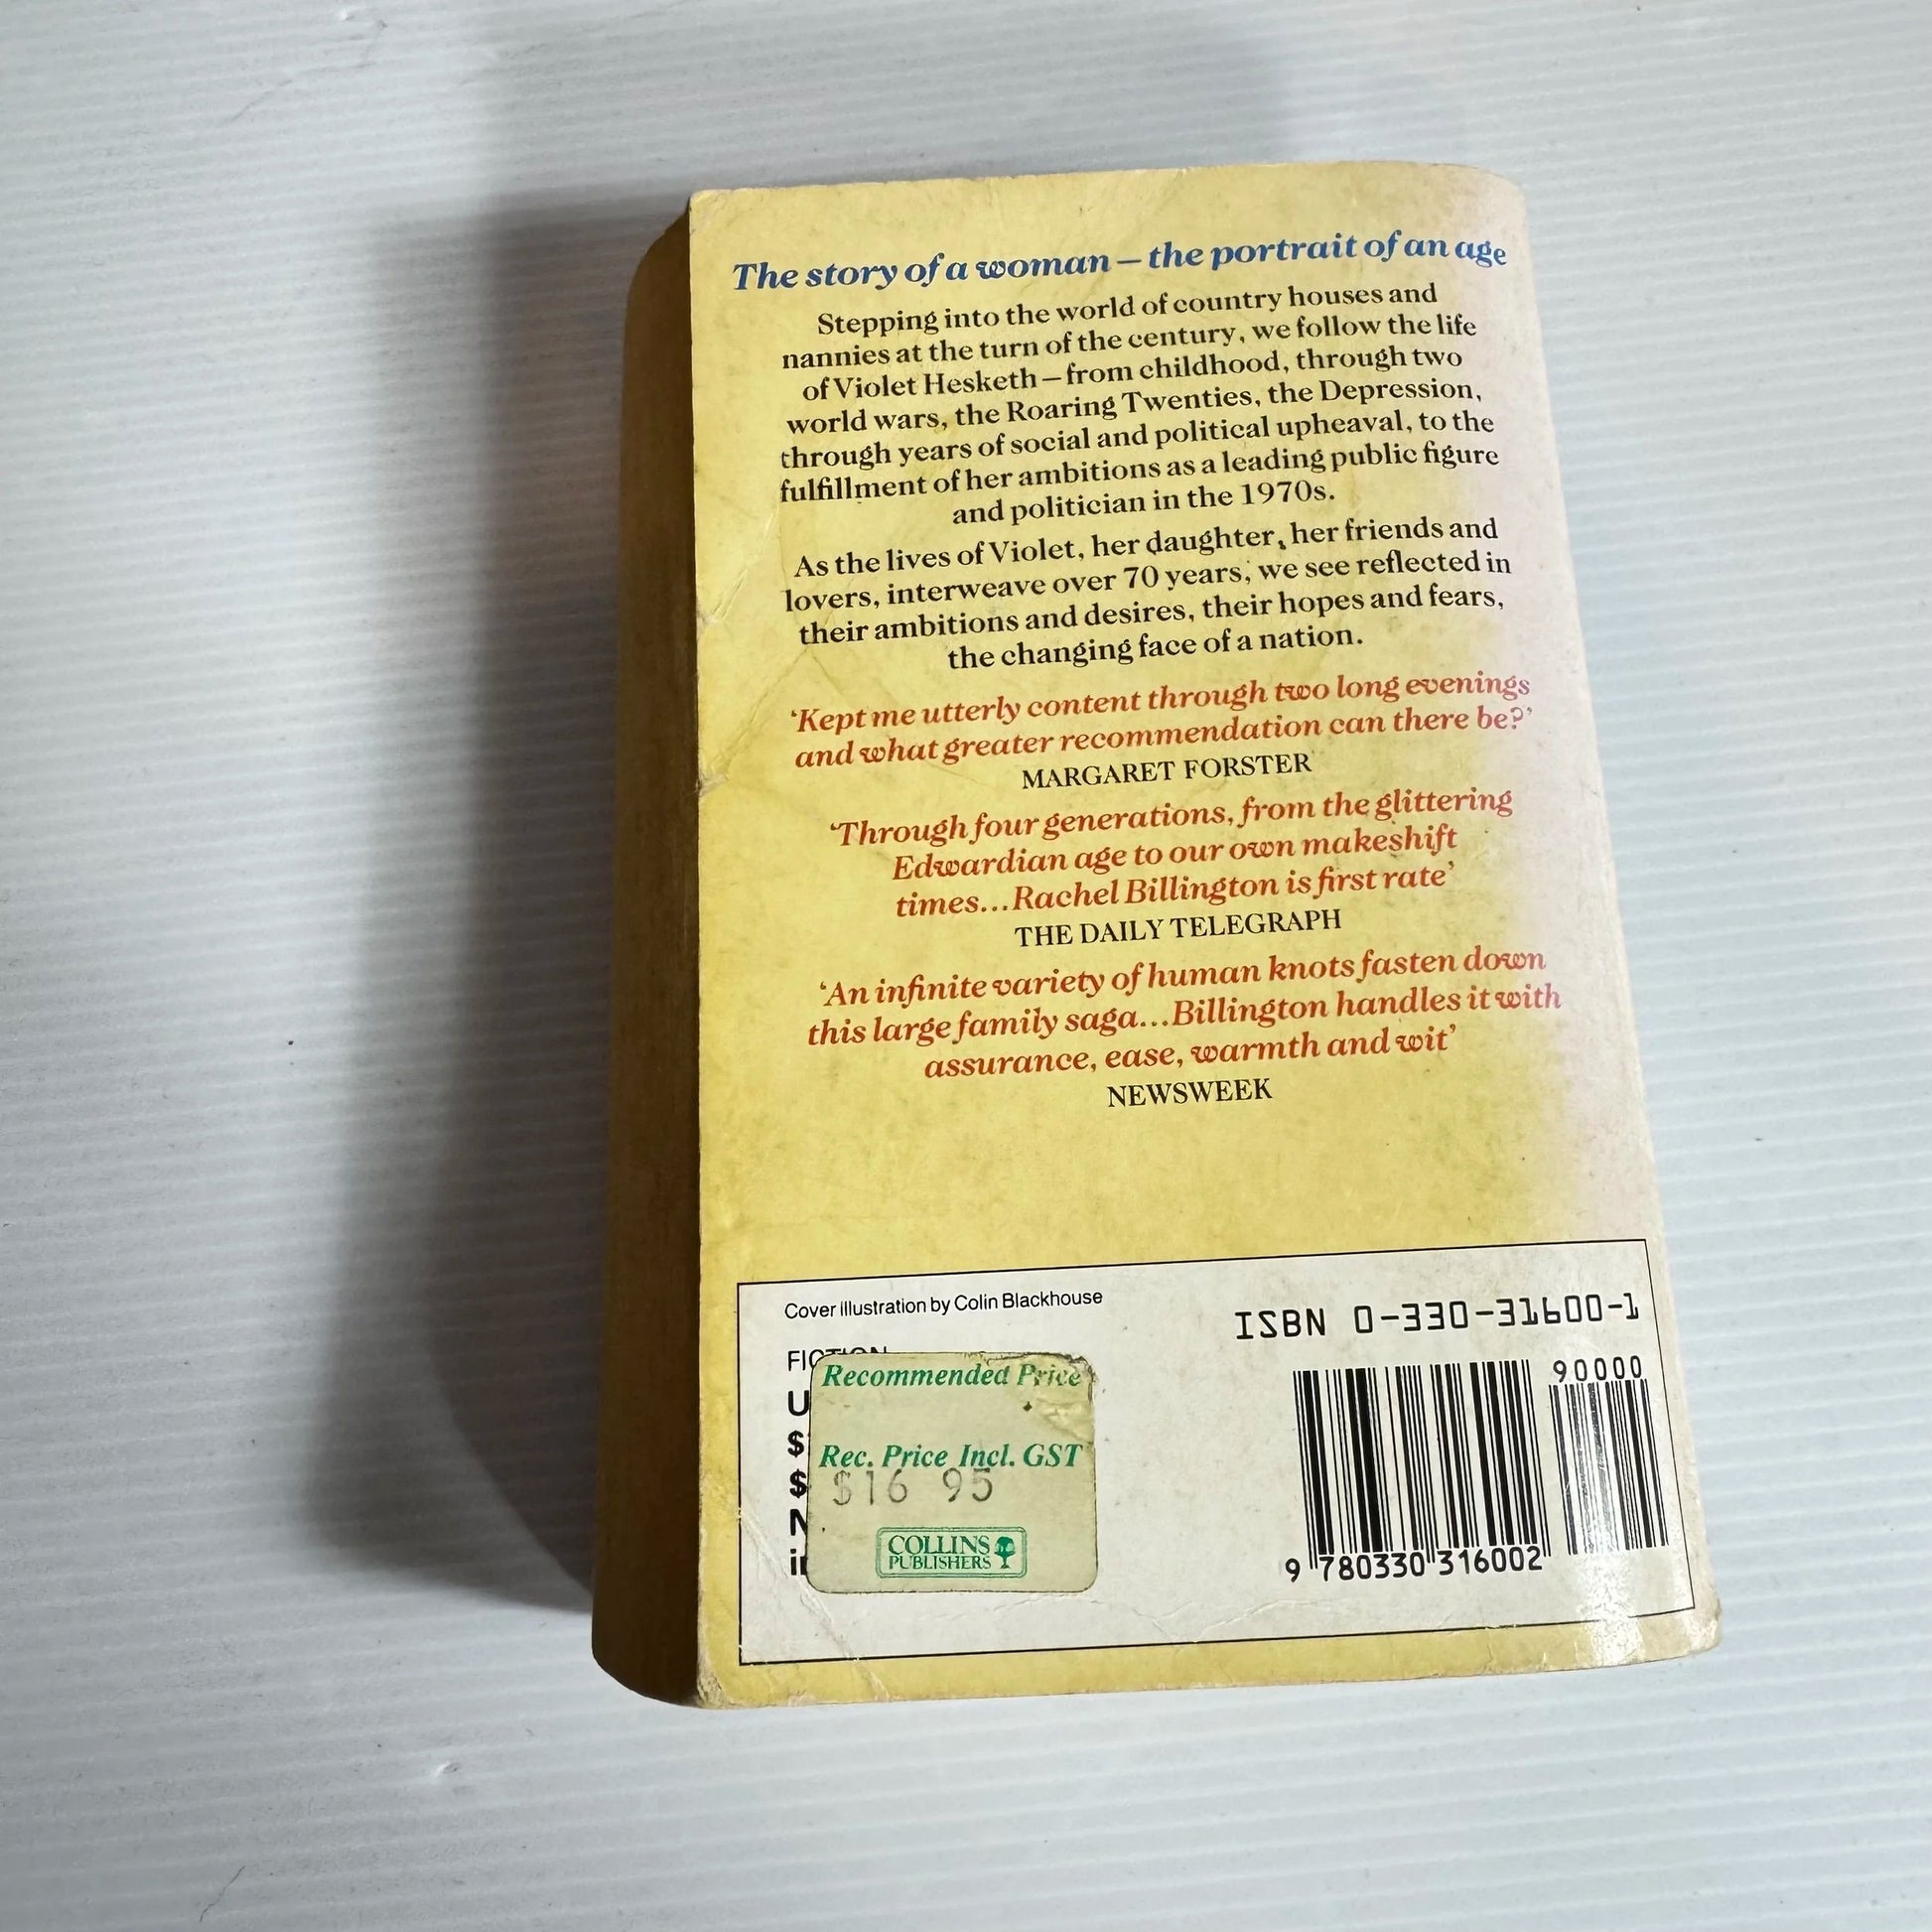 The story of a woman – the portrait of an age
Stepping into the world of country houses and
nannies at the turn of the century, we follow the life
of Violet Hesketh – from childhood, through two
world wars, the Roaring Twenties, the Depression,
through years of social and political upheaval, to the
fulfillment of her ambitions as a leading public figure
and politician in the 1970s.
As the lives of Violet, her daughter, her friends and
lovers, interweave over 70 years, we see reflected in
their ambitions and desires, their hopes and fears,
the changing face of a nation.
‘Kept me utterly content through two long evenings
and what greater recommendation can there be?’
MARGARET FORSTER
‘Through four generations, from the glittering
Edwardian age to our own makeshift
times...Rachel Billington is first rate’
THE DAILY TELEGRAPH
‘An infinite variety of human knots fasten down
this large family saga...Billington handles it with
assurance, ease, warmth and wit’
NEWSWEEK
Cover illustration by Colin Blackhouse
FICTION
U
$
$
N
Recommended Price
Rec. Price Incl. GST
$16 95
COLLINS
PUBLISHERS
ISBN 0-330-31600-1
90000
9 780330 316002